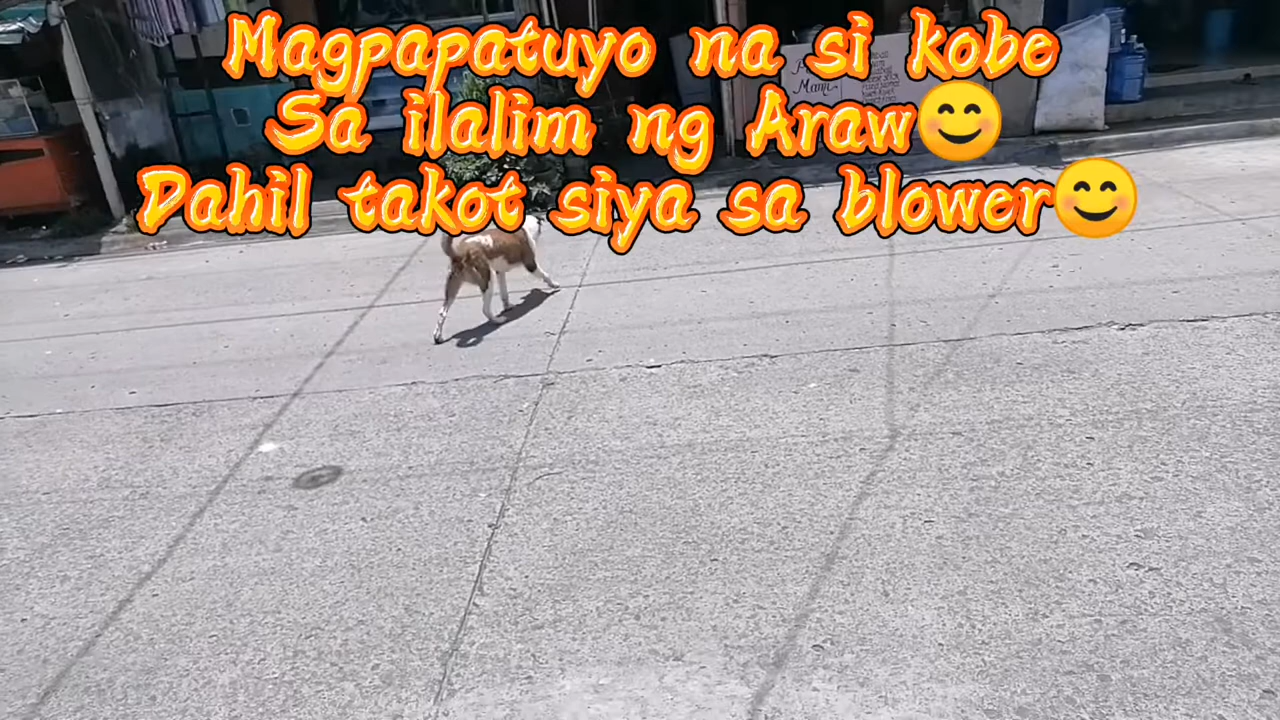 Magpapatuyo na si kobe
Sa ilalim ng Araw😊
Dahil takot siya sa blower😊